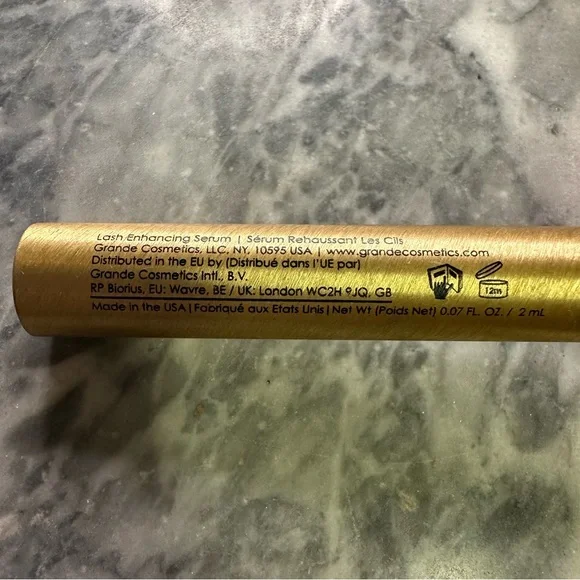 Lash Enhancing Serum | Sérum Rehaussant Les Cils
Grande Cosmetics, LLC, NY, 10595 USA | www.grandecosmetics.com
Distributed in the EU by (Distribué dans l'UE par)
Grande Cosmetics Intl., B.V.
RP Biorius, EU: Wavre, BE / UK: London WC2H 9JQ, GB
12m
Made in the USA | Fabriqué aux Etats Unis | Net Wt (Poids Net) 0.07 FL. OZ. / 2 mL